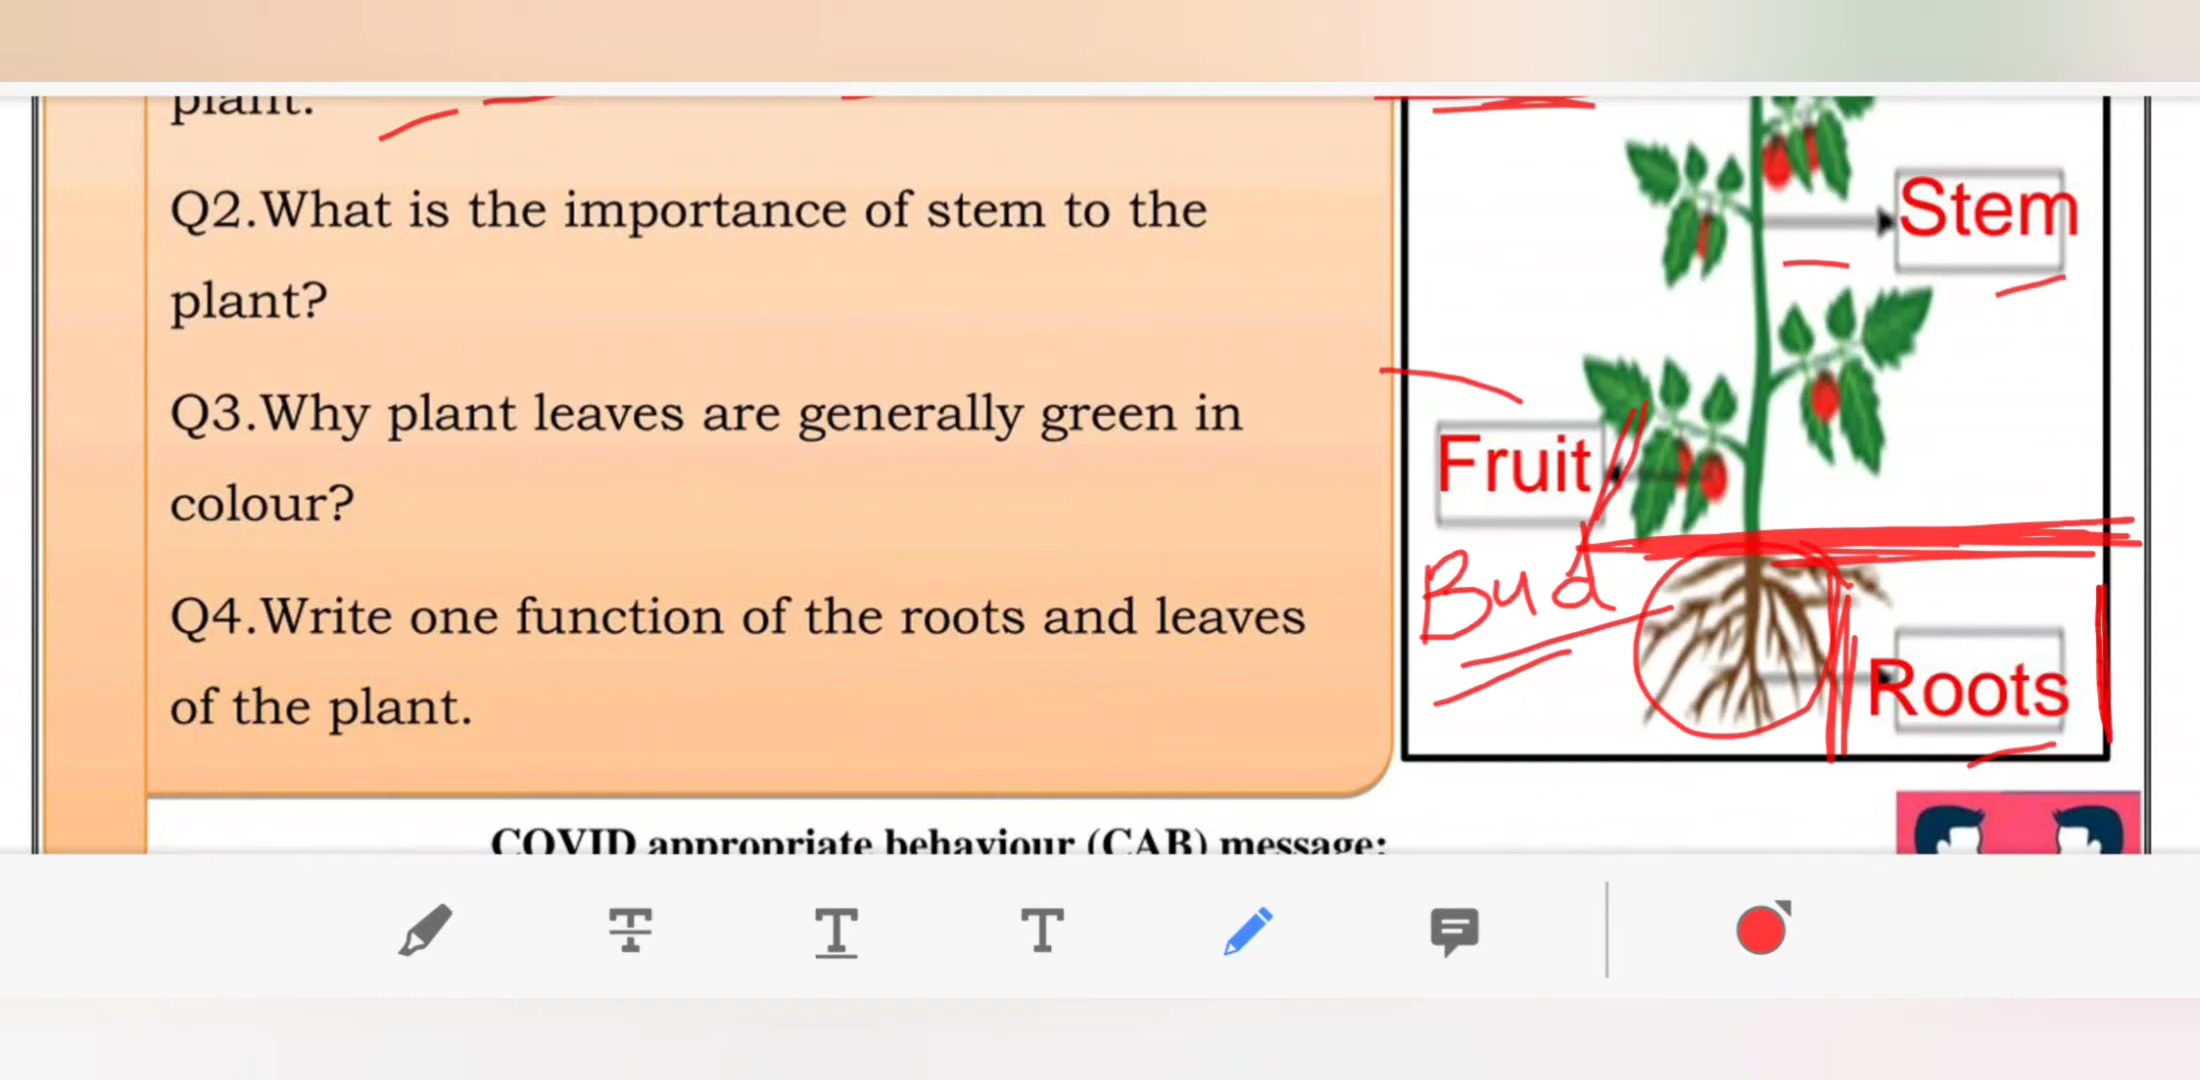 plant.
Q2.What is the importance of stem to the
plant?
Q3.Why plant leaves are generally green in
colour?
Q4.Write one function of the roots and leaves
of the plant.
Stem
Fruit
Bud
Roots
COVID appropriate behaviour (CAB) message: